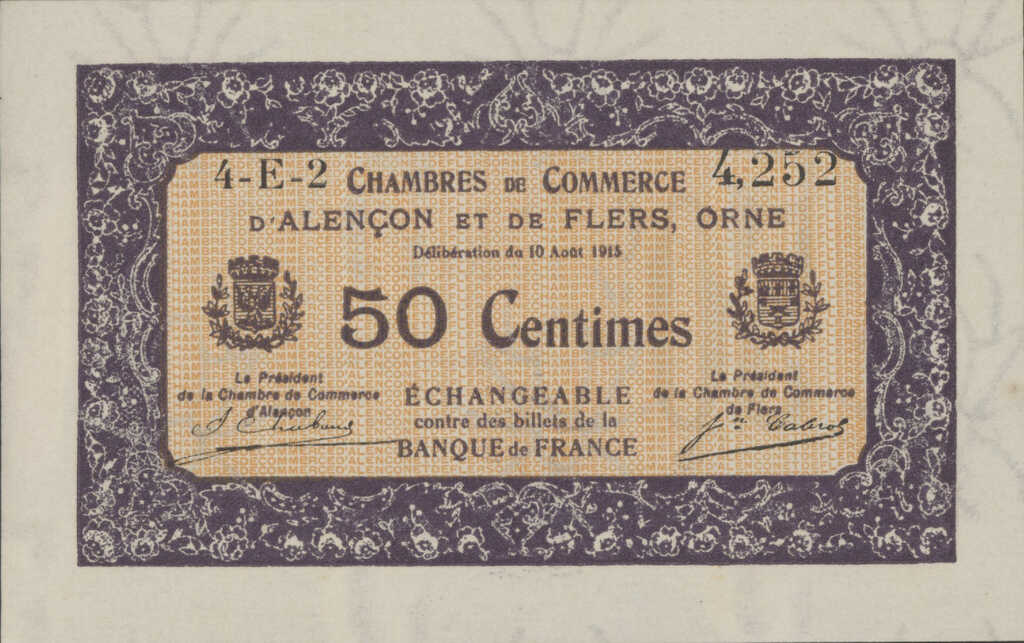 4-E-2 CHAMBRES DE COMMERCE 4,252
D'ALENÇON ET DE FLERS, ORNE
Délibération du 10 Août 1915
50 Centimes
Le Président
de la Chambre de Commerce
d'Alençon
Le Président
de la Chambre de Commerce
de Flers
ÉCHANGEABLE
contre des billets de la
BANQUE de FRANCE